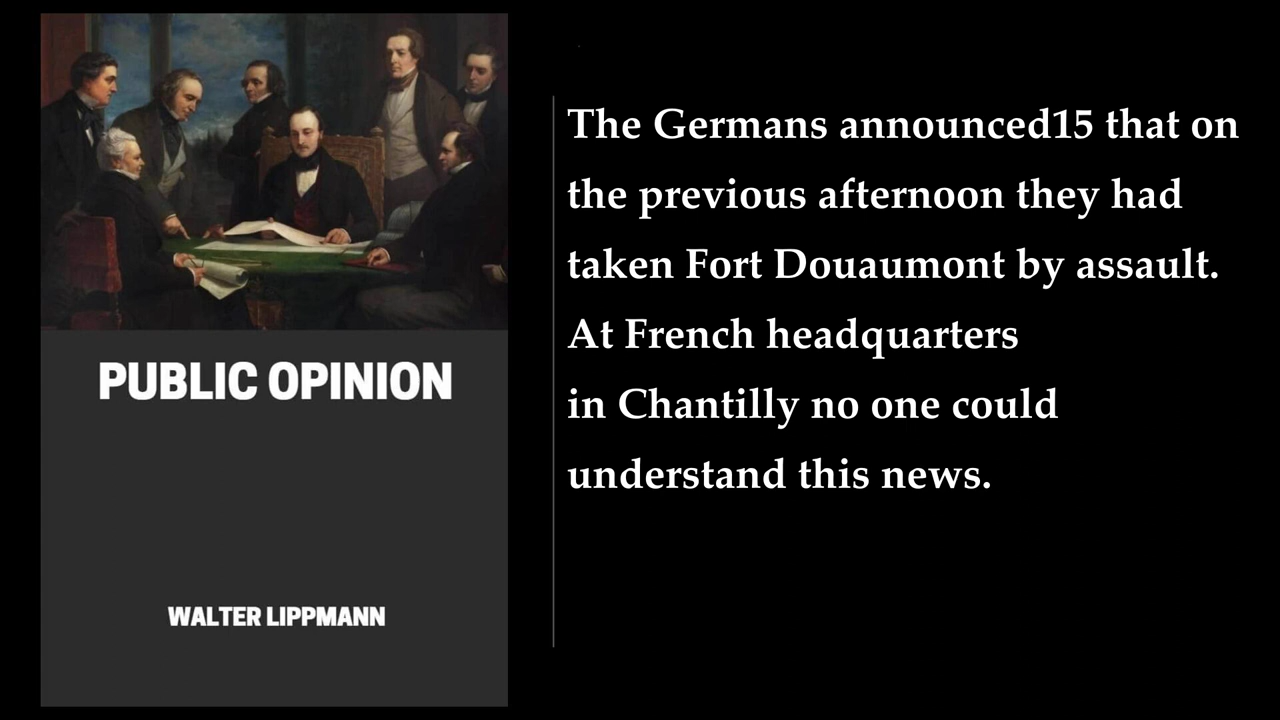 PUBLIC OPINION
WALTER LIPPMANN
The Germans announced15 that on
the previous afternoon they had
taken Fort Douaumont by assault.
At French headquarters
in Chantilly no one could
understand this news.